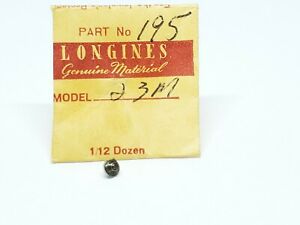 PART No 195
LONGINES
Genuine Material
MODEL 23M
1/12 Dozen